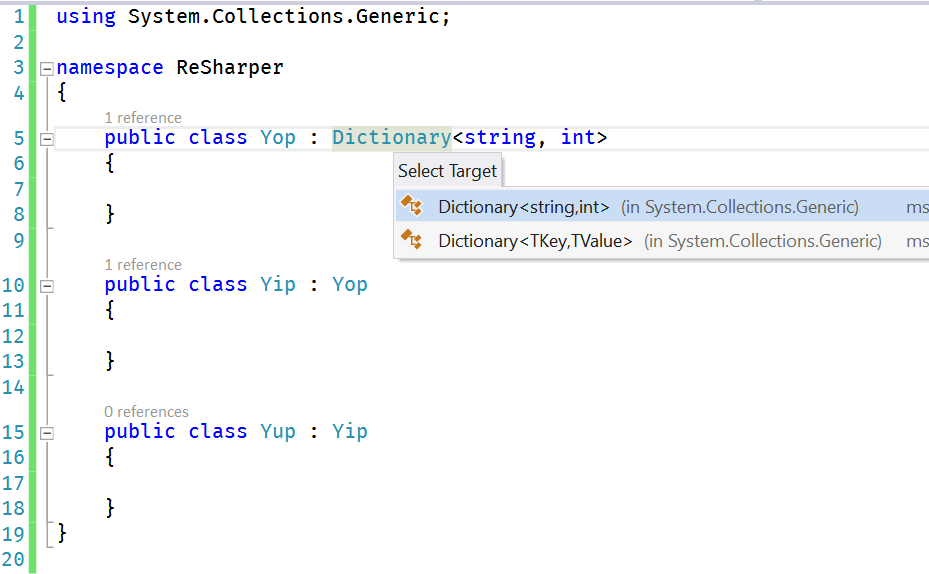 1 using System.Collections.Generic;
2
3 namespace ReSharper
4 {
1 reference
5 public class Yop : Dictionary<string, int>
6 {
Select Target
7
Dictionary<string,int> (in System.Collections.Generic) ms
8 }
9
Dictionary<TKey,TValue> (in System.Collections.Generic) ms
1 reference
10 public class Yip : Yop
11 {
12
13 }
14
0 references
15 public class Yup : Yip
16 {
17
18 }
19 }
20